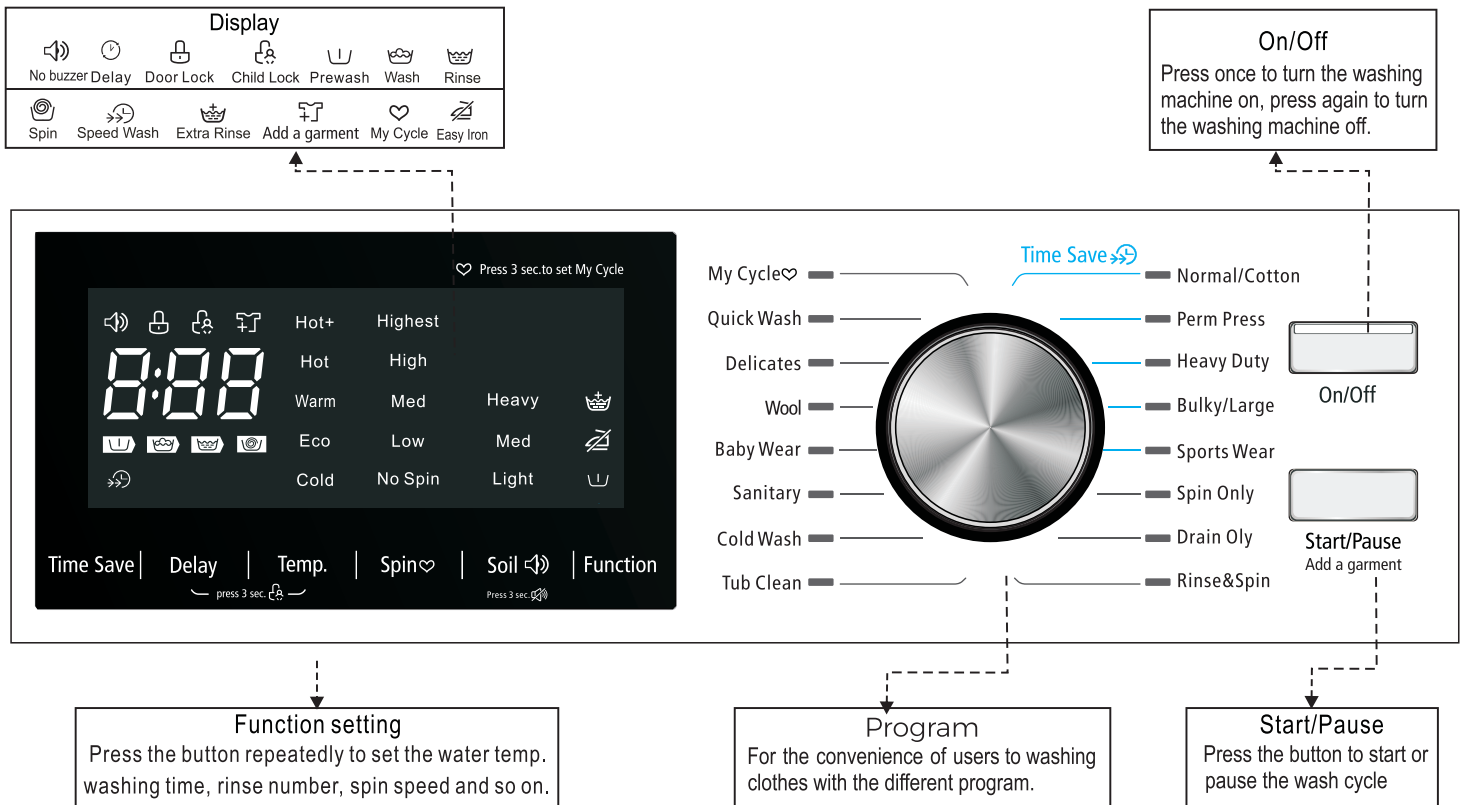 Display
No buzzer Delay Door Lock Child Lock Prewash Wash Rinse
Spin Speed Wash Extra Rinse Add a garment My Cycle Easy Iron
On/Off
Press once to turn the washing
machine on, press again to turn
the washing machine off.
Press 3 sec.to set My Cycle
Hot+ Highest
8:88
Hot High
Warm Med Heavy
Eco Low Med
Cold No Spin Light
Time Save Delay Temp. Spin Soil Function
press 3 sec.
Press 3 sec.
Time Save
My Cycle
Quick Wash
Delicates
Wool
Baby Wear
Sanitary
Cold Wash
Tub Clean
Normal/Cotton
Perm Press
Heavy Duty
Bulky/Large
Sports Wear
Spin Only
Drain Oly
Rinse&Spin
On/Off
Start/Pause
Add a garment
Function setting
Press the button repeatedly to set the water temp.
washing time, rinse number, spin speed and so on.
Program
For the convenience of users to washing
clothes with the different program.
Start/Pause
Press the button to start or
pause the wash cycle